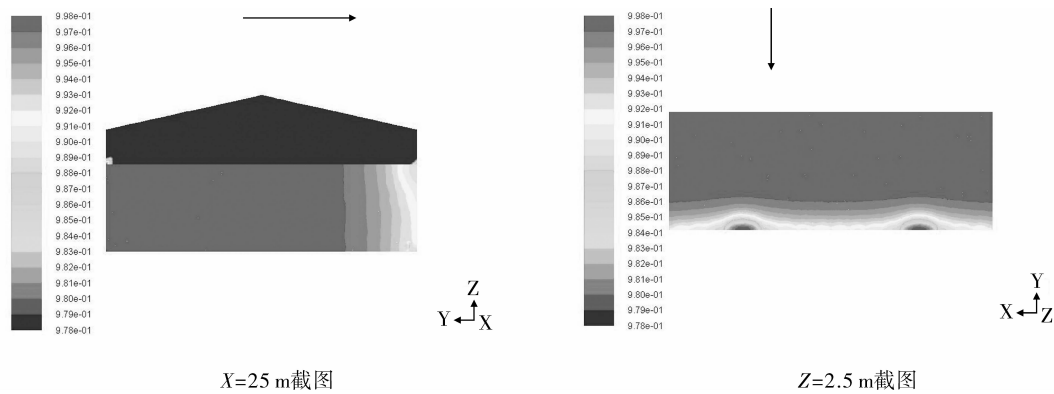 9.98e-01
9.97e-01
9.96e-01
9.95e-01
9.94e-01
9.93e-01
9.92e-01
9.91e-01
9.90e-01
9.89e-01
9.88e-01
9.87e-01
9.86e-01
9.85e-01
9.84e-01
9.83e-01
9.82e-01
9.81e-01
9.80e-01
9.79e-01
9.78e-01
Z
Y
X
X=25 m截图
9.98e-01
9.97e-01
9.96e-01
9.95e-01
9.94e-01
9.93e-01
9.92e-01
9.91e-01
9.90e-01
9.89e-01
9.88e-01
9.87e-01
9.86e-01
9.85e-01
9.84e-01
9.83e-01
9.82e-01
9.81e-01
9.80e-01
9.79e-01
9.78e-01
Y
X
Z
Z=2.5 m截图